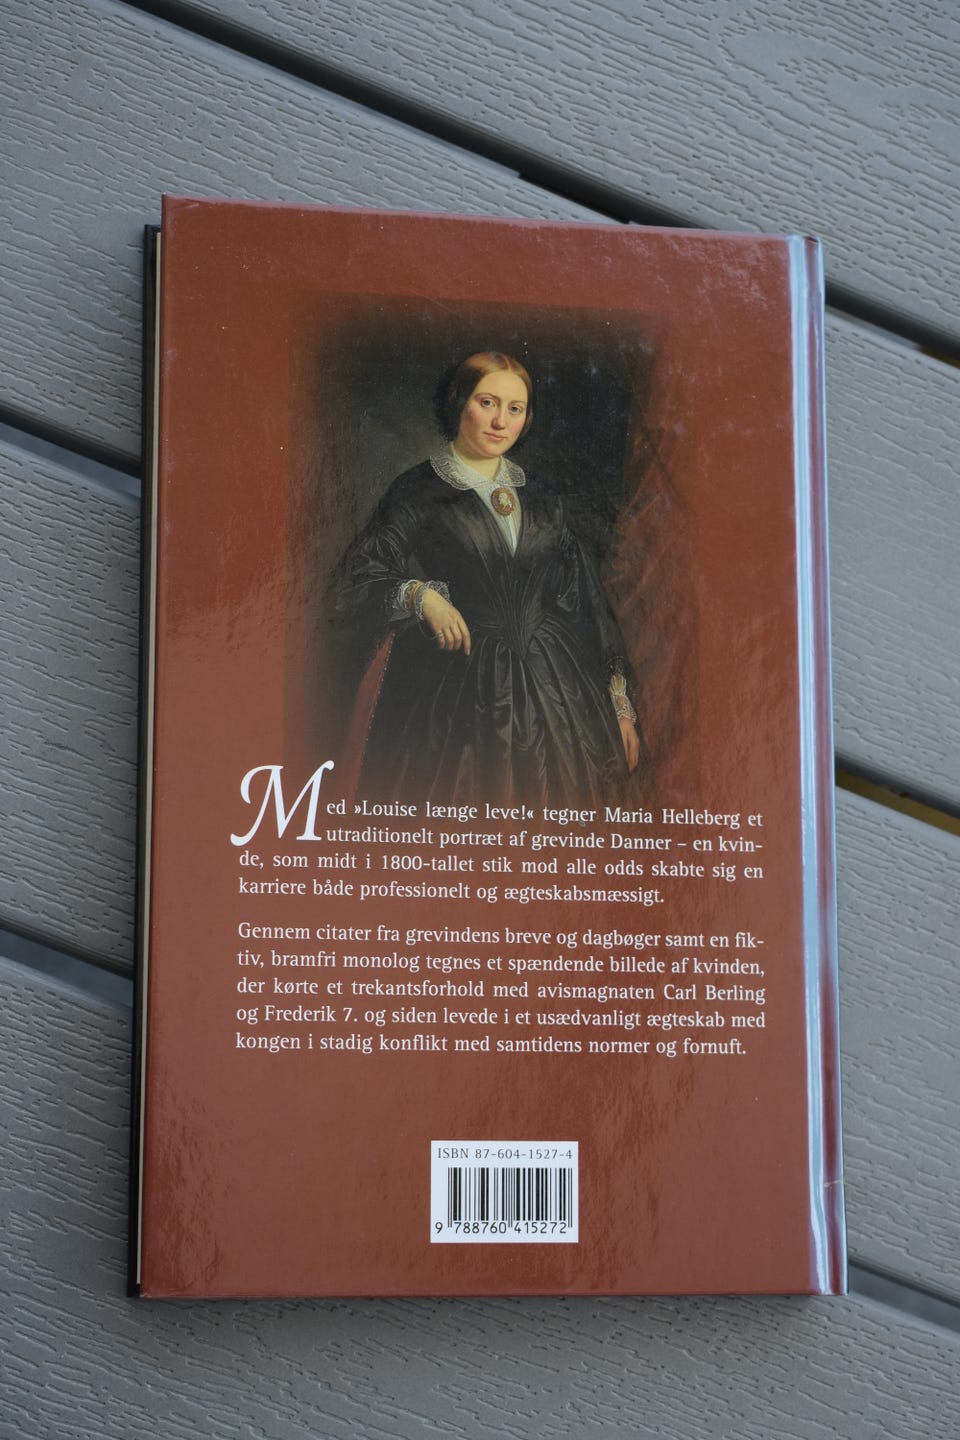 Med »Louise længe leve!« tegner Maria Helleberg et
utraditionelt portræt af grevinde Danner – en kvin-
de, som midt i 1800-tallet stik mod alle odds skabte sig en
karriere både professionelt og ægteskabsmæssigt.
Gennem citater fra grevindens breve og dagbøger samt en fik-
tiv, bramfri monolog tegnes et spændende billede af kvinden,
der kørte et trekantsforhold med avismagnaten Carl Berling
og Frederik 7. og siden levede i et usædvanligt ægteskab med
kongen i stadig konflikt med samtidens normer og fornuft.
ISBN 87-604-1527-4
9 788760 415272